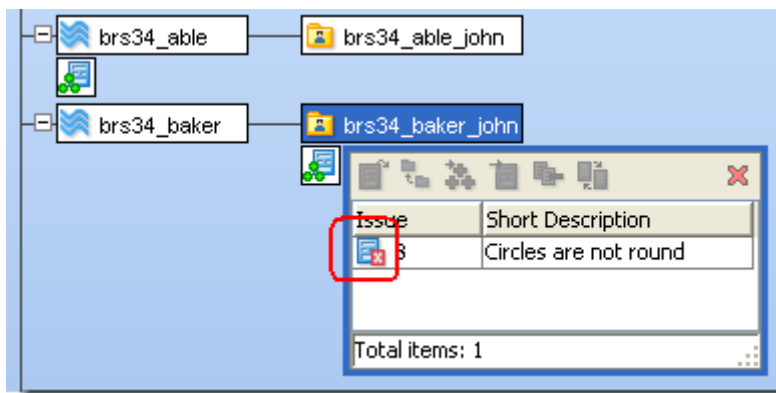 brs34_able
brs34_able_john
brs34_baker
brs34_baker_john
Issue Short Description
8 Circles are not round
Total items: 1